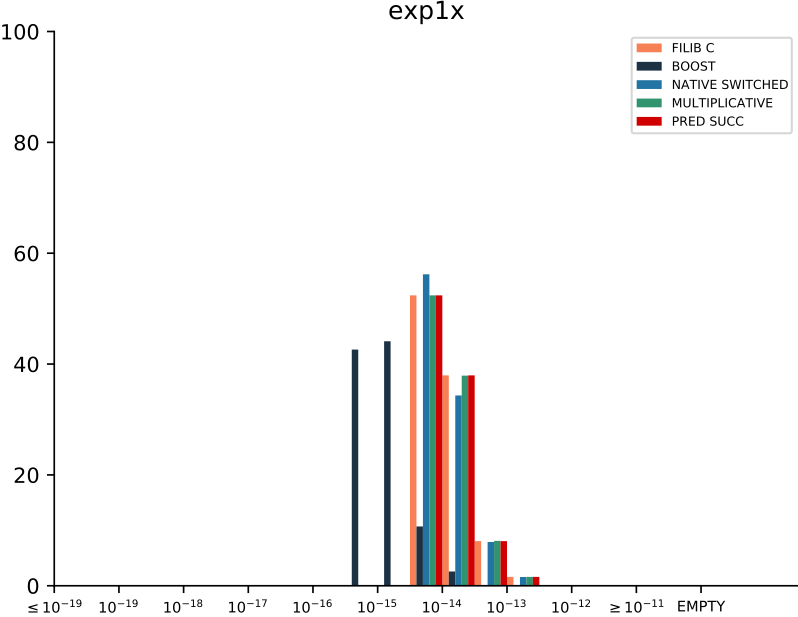 exp1x
100
80
60
40
20
0
FILIB C
BOOST
NATIVE SWITCHED
MULTIPLICATIVE
PRED SUCC
≤10⁻¹⁹ 10⁻¹⁹ 10⁻¹⁸ 10⁻¹⁷ 10⁻¹⁶ 10⁻¹⁵ 10⁻¹⁴ 10⁻¹³ 10⁻¹² ≥10⁻¹¹ EMPTY